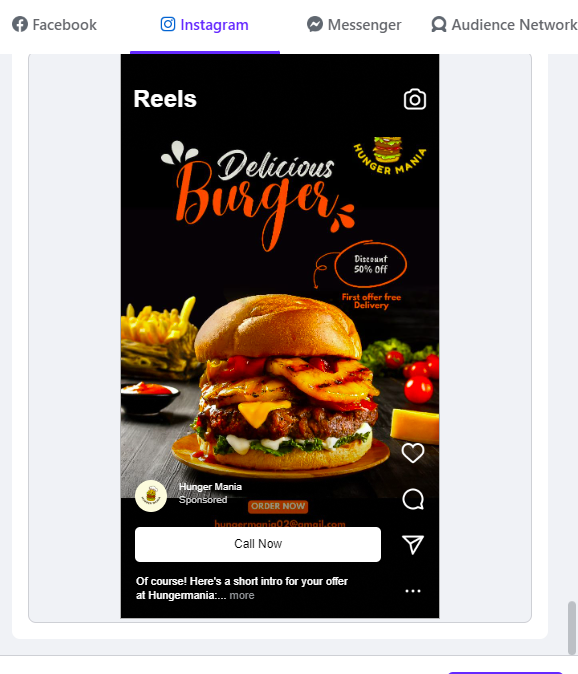 Facebook
Instagram
Messenger
Audience Network
Reels
HUNGER MANIA
Delicious
Burger
Discount
50% Off
First offer free
Delivery
Hunger Mania
Sponsored
ORDER NOW
hungermania02@gmail.com
Call Now
Of course! Here's a short intro for your offer
at Hungermania:... more